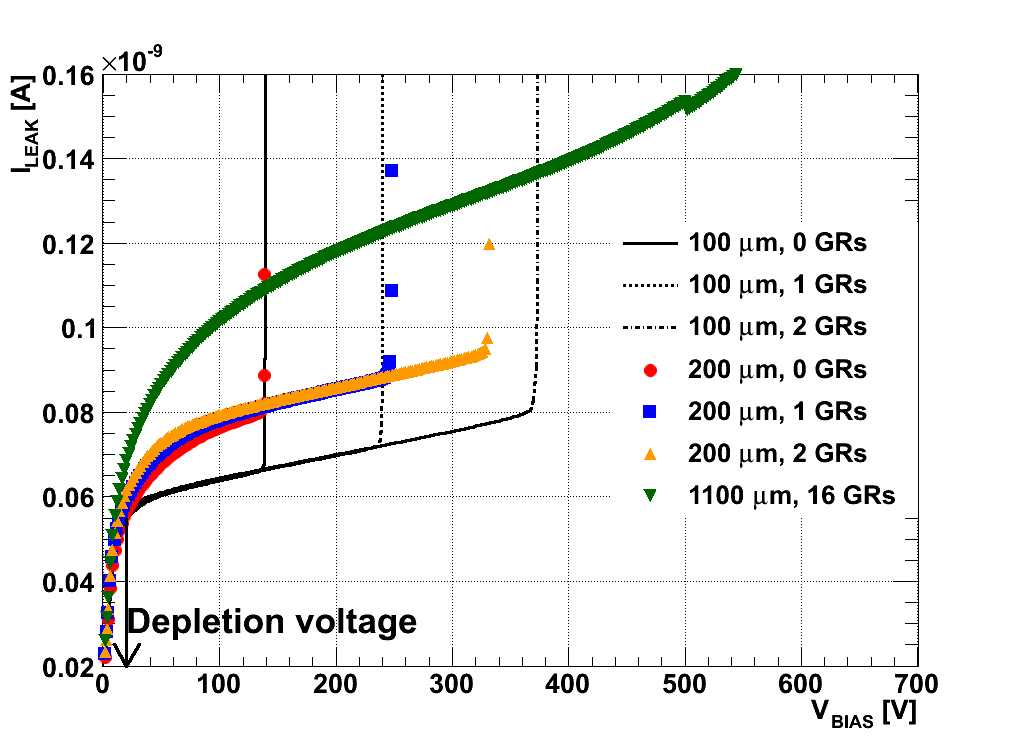 ×10-9
I LEAK [A]
0.16
0.14
0.12
0.1
0.08
0.06
0.04
0.02
100 μm, 0 GRs
100 μm, 1 GRs
100 μm, 2 GRs
200 μm, 0 GRs
200 μm, 1 GRs
200 μm, 2 GRs
1100 μm, 16 GRs
Depletion voltage
0 100 200 300 400 500 600 700
V BIAS [V]